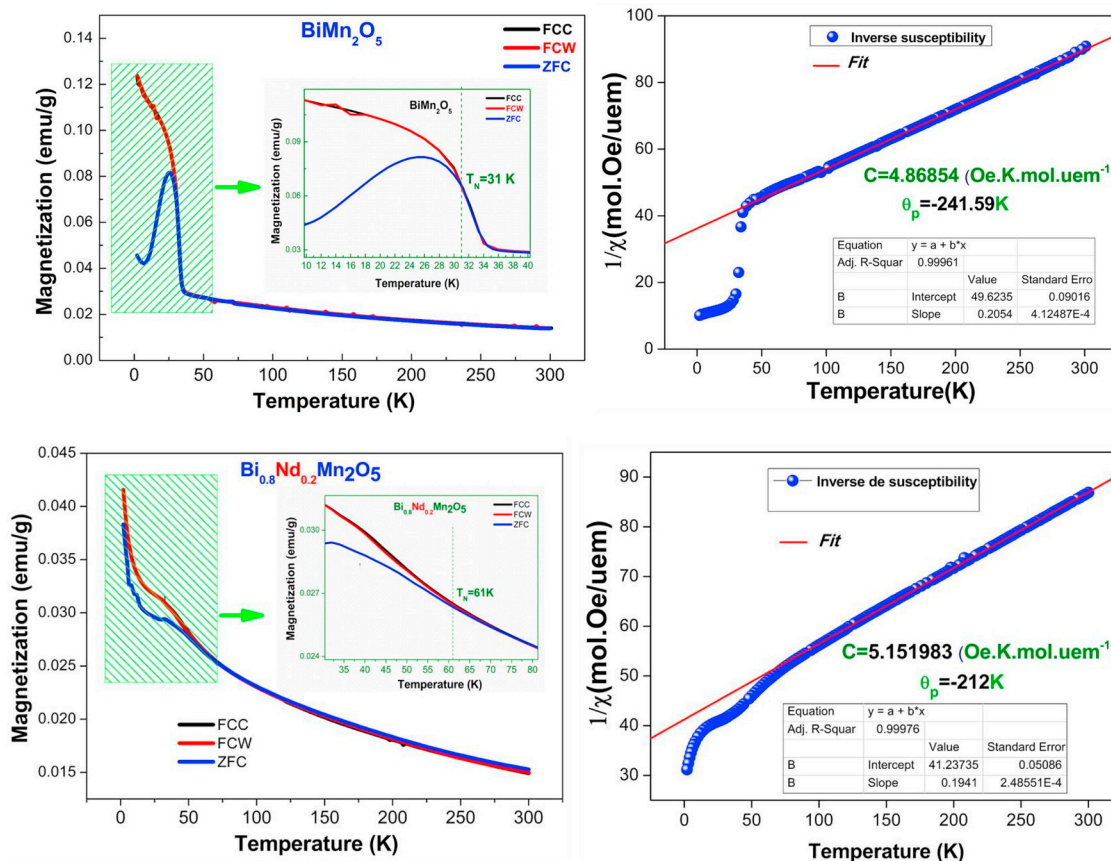 BiMn2O5
FCC
FCW
ZFC
Magnetization (emu/g)
0.14
0.12
0.10
0.08
0.06
0.04
0.02
0.00
0 50 100 150 200 250 300
Temperature (K)
BiMn2O5
FCC
FCW
ZFC
TN=31 K
Magnetization (emu/g)
0.09
0.06
0.03
10 13 16 19 22 25 28 31 34 37 40
Temperature (K)
Inverse susceptibility
Fit
1/χ(mol.Oe/uem)
100
80
60
40
20
0
C=4.86854 (Oe.K.mol.uem-1
θp=-241.59K
Equation y = a + b*x
Adj. R-Squar 0.99961
Value Standard Erro
B Intercept 49.6235 0.09016
B Slope 0.2054 4.12487E-4
0 50 100 150 200 250 300
Temperature(K)
Bi0.8Nd0.2Mn2O5
Magnetization (emu/g)
0.045
0.040
0.035
0.030
0.025
0.020
0.015
FCC
FCW
ZFC
0 50 100 150 200 250 300
Temperature (K)
Bi0.8Nd0.2Mn2O5
FCC
FCW
ZFC
TN=61K
Magnetization (emu/g)
0.030
0.027
0.024
35 40 45 50 55 60 65 70 75 80
Temperature (K)
Inverse de susceptibility
Fit
1/χ(mol.Oe/uem)
90
80
70
60
50
40
30
C=5.151983 (Oe.K.mol.uem-1
θp=-212K
Equation y = a + b*x
Adj. R-Squar 0.99976
Value Standard Error
B Intercept 41.23735 0.05086
B Slope 0.1941 2.48551E-4
0 50 100 150 200 250 300
Temperature (K)